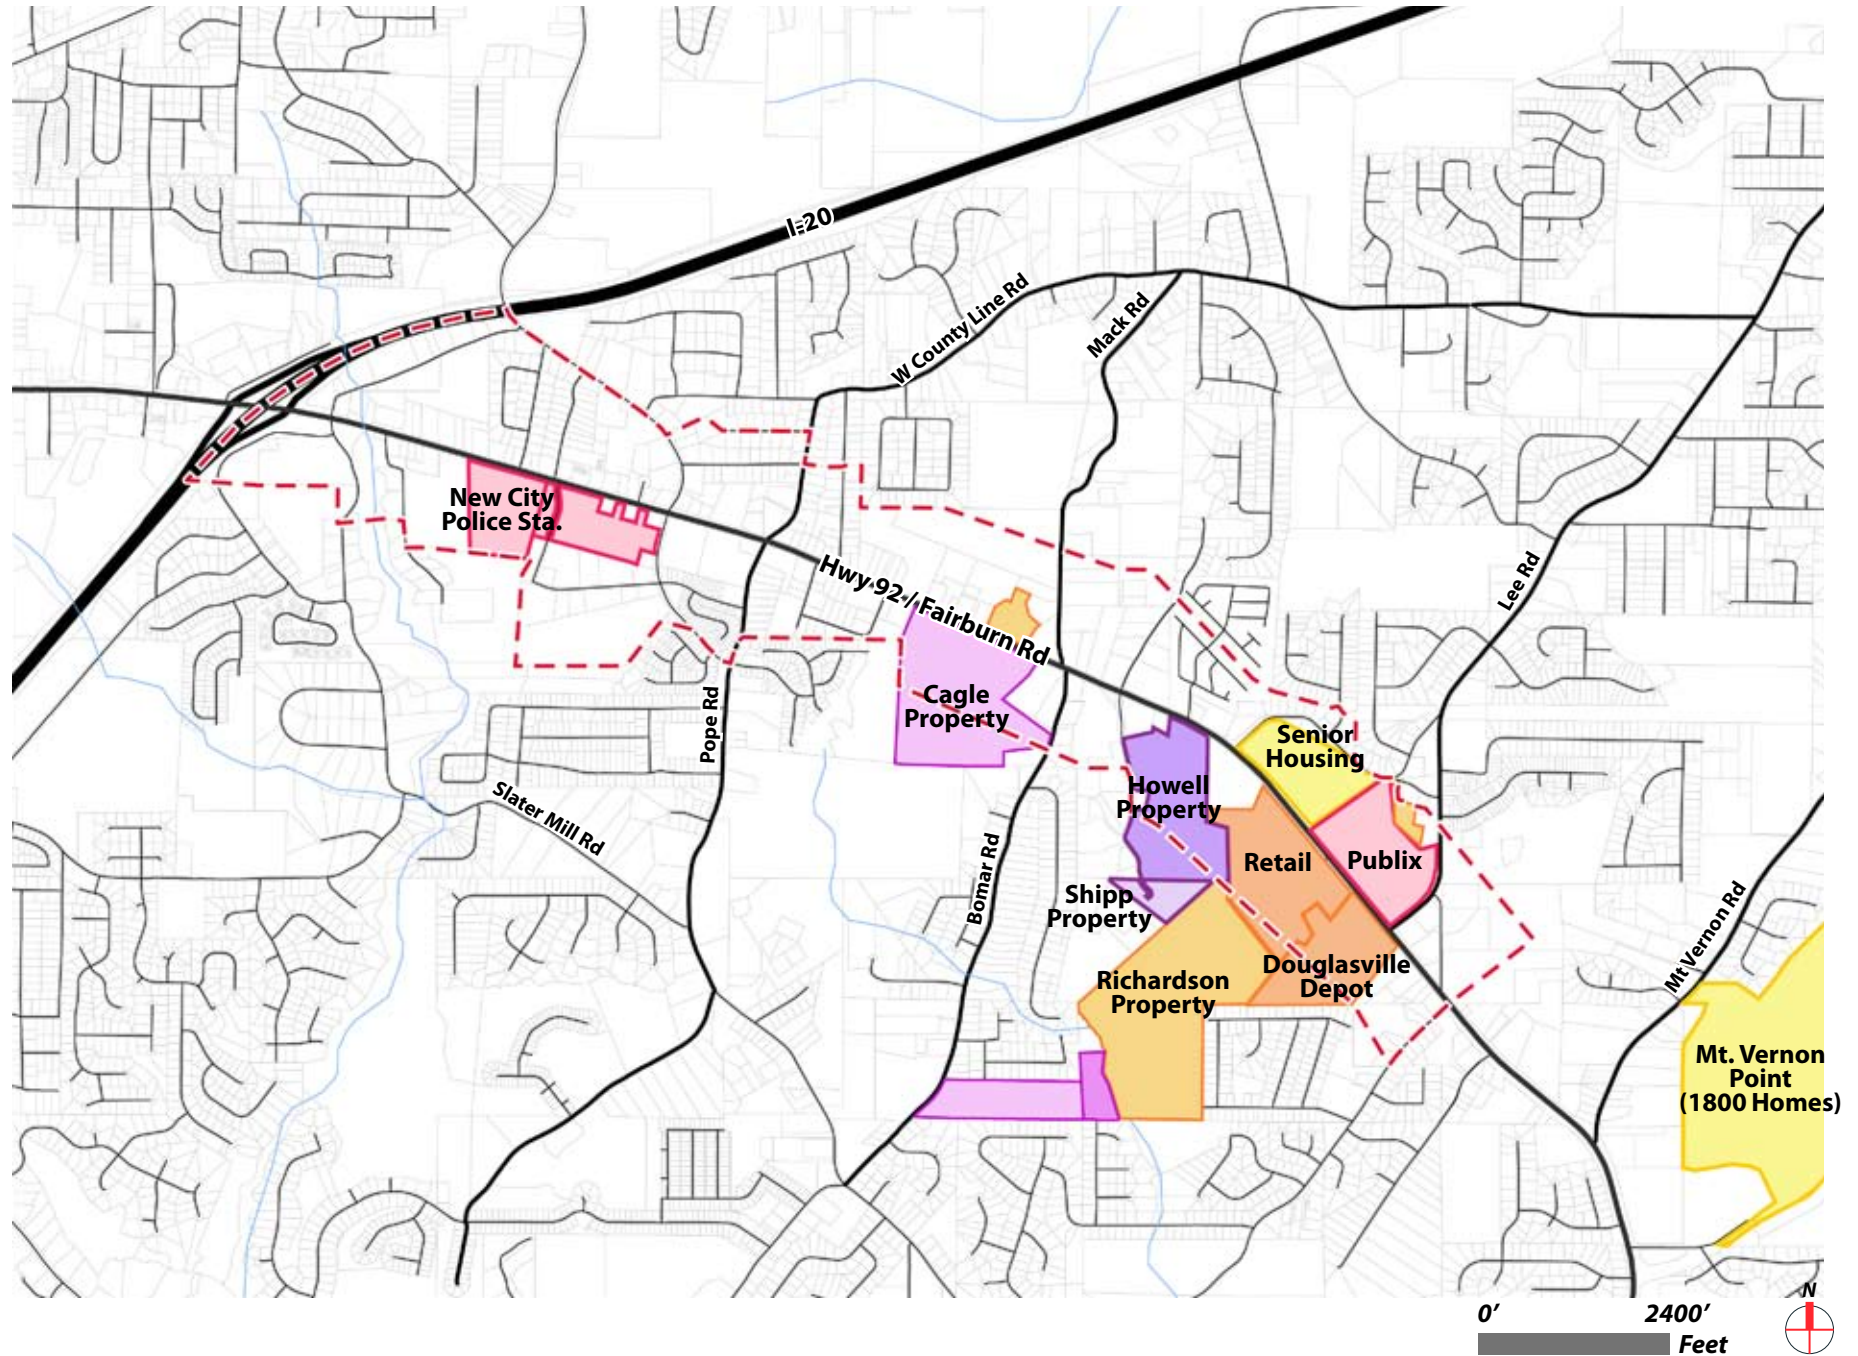 I-20
W County Line Rd
Mack Rd
New City
Police Sta.
Hwy 92 / Fairburn Rd
Lee Rd
Pope Rd
Cagle
Property
Senior
Housing
Howell
Property
Slater Mill Rd
Retail
Publix
Bomar Rd
Shipp
Property
Mt Vernon Rd
Richardson
Property
Douglasville
Depot
Mt. Vernon
Point
(1800 Homes)
0' 2400'
Feet
N